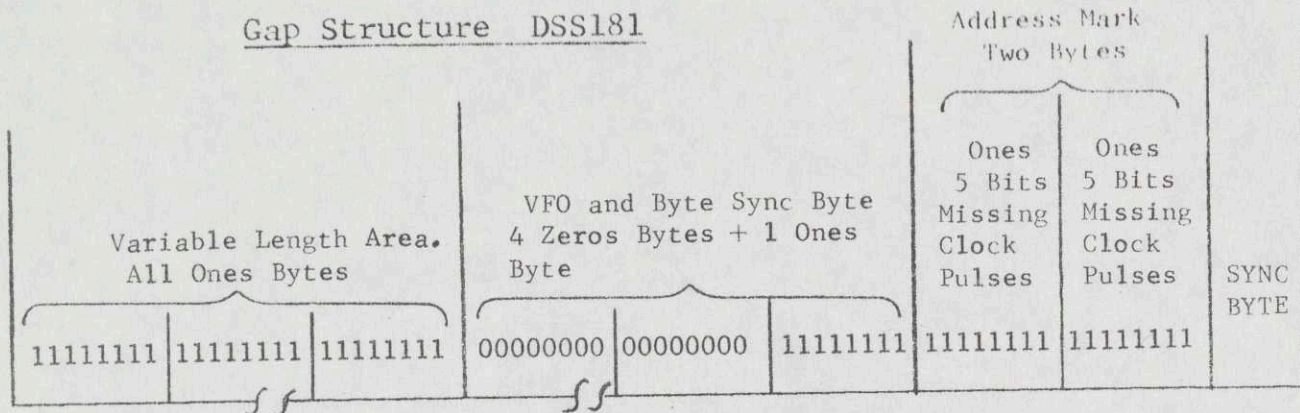 Gap Structure DSS181
Address Mark
Two Bytes
Ones
5 Bits
Missing
Clock
Pulses
Ones
5 Bits
Missing
Clock
Pulses
VFO and Byte Sync Byte
4 Zeros Bytes + 1 Ones
Byte
Variable Length Area.
All Ones Bytes
SYNC
BYTE
11111111 11111111 11111111 00000000 00000000 11111111 11111111 11111111